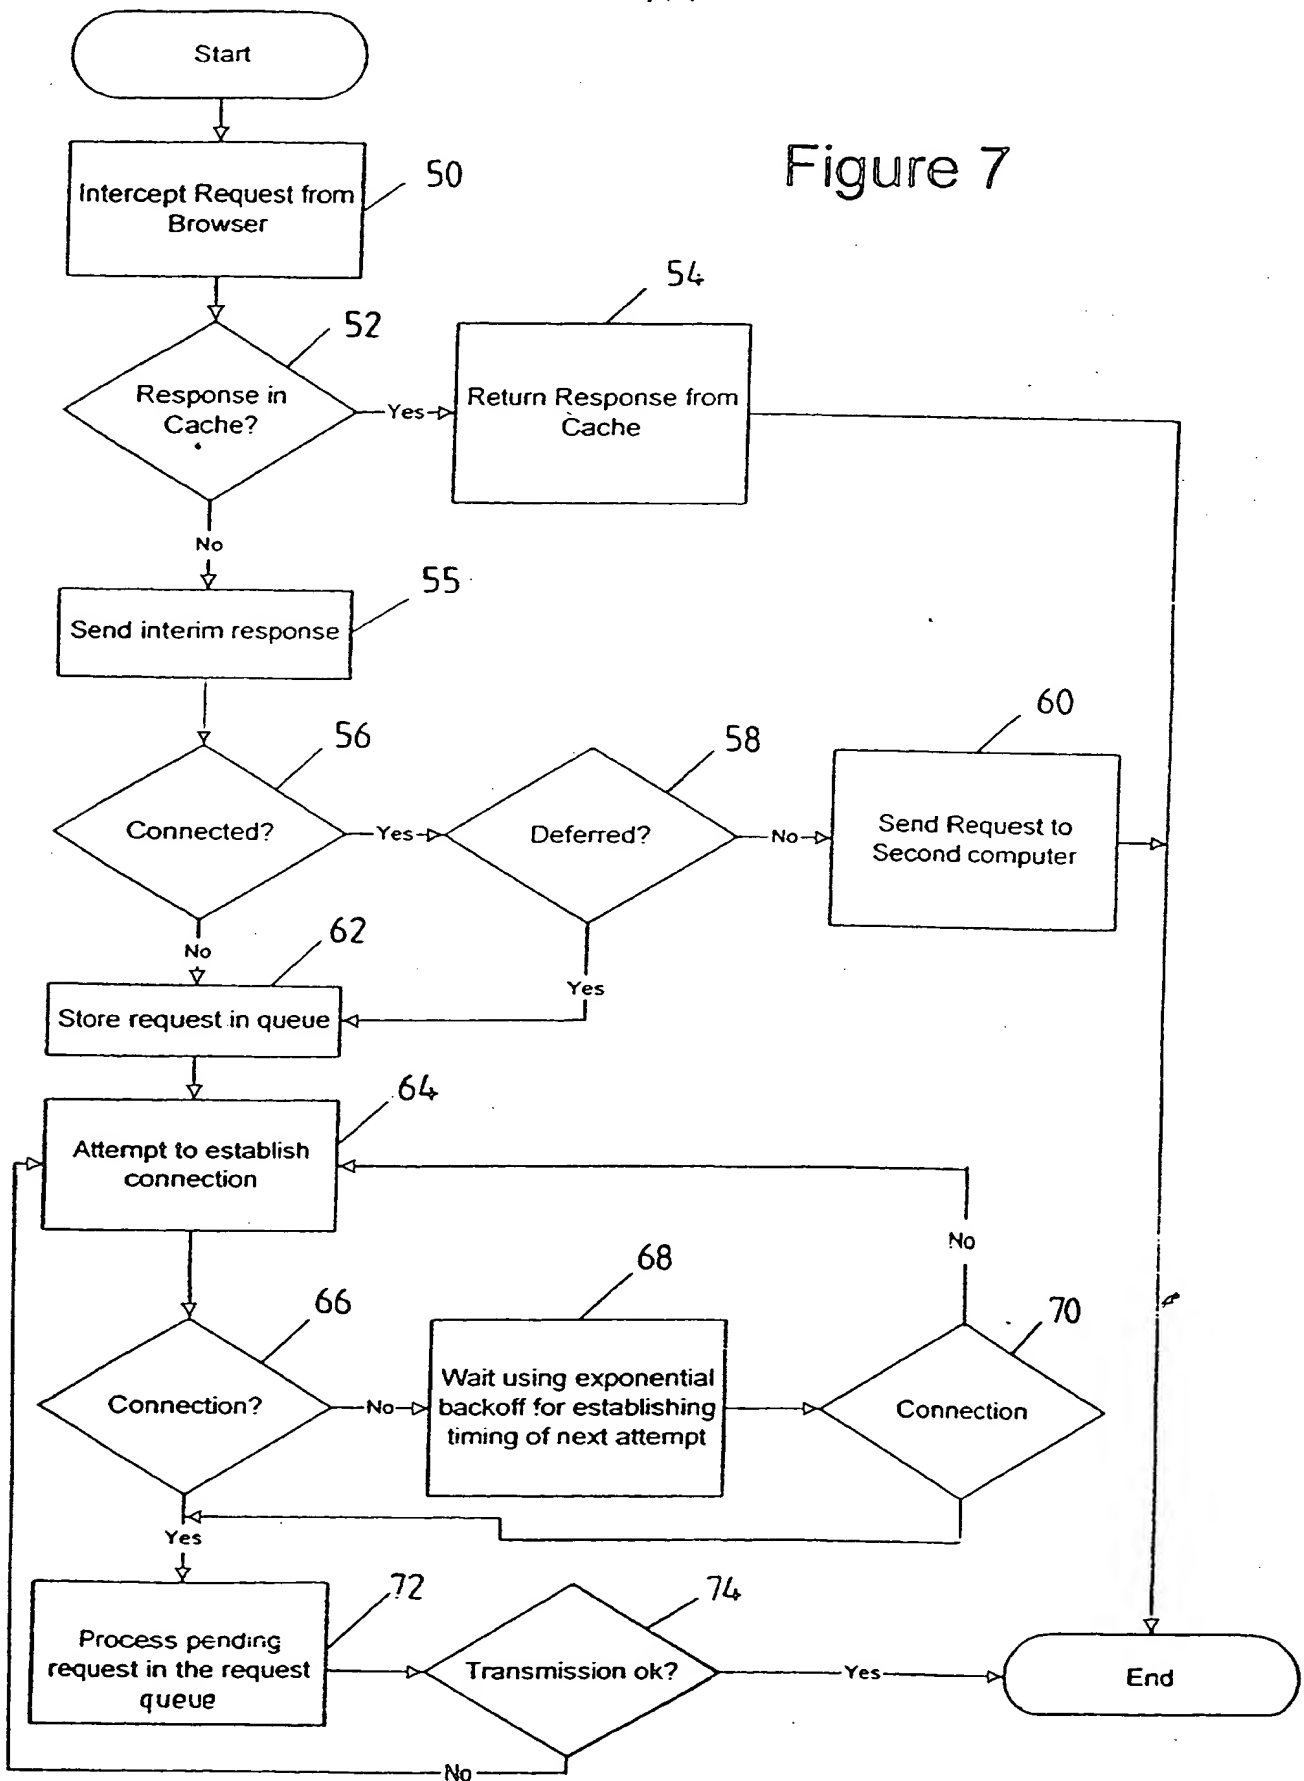 Start
Figure 7
50
Intercept Request from
Browser
54
52
Response in
Cache?
Yes
Return Response from
Cache
No
55
Send interim response
60
56
58
Connected?
Yes
Deferred?
No
Send Request to
Second computer
62
No
Yes
Store request in queue
64
Attempt to establish
connection
No
68
66
70
Connection?
No
Wait using exponential
backoff for establishing
timing of next attempt
Connection
Yes
72
74
Process pending
request in the request
queue
Transmission ok?
Yes
End
No